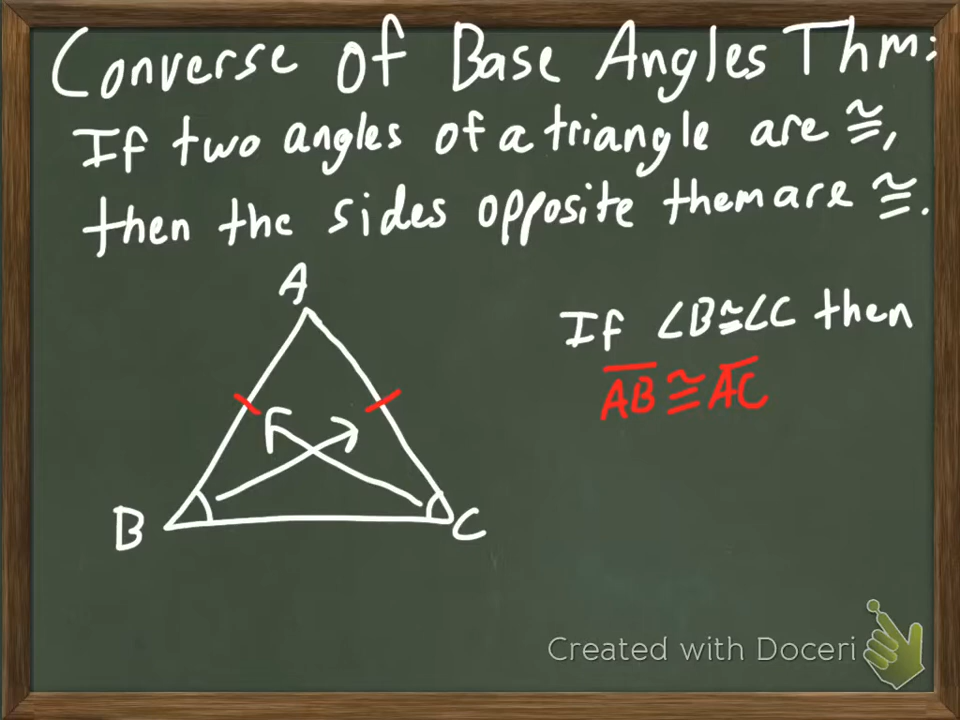 Converse of Base Angles Thm:
If two angles of a triangle are ≅,
then the sides opposite them are ≅.
A
If ∠B≅∠C then
AB≅AC
B
C
Created with Doceri